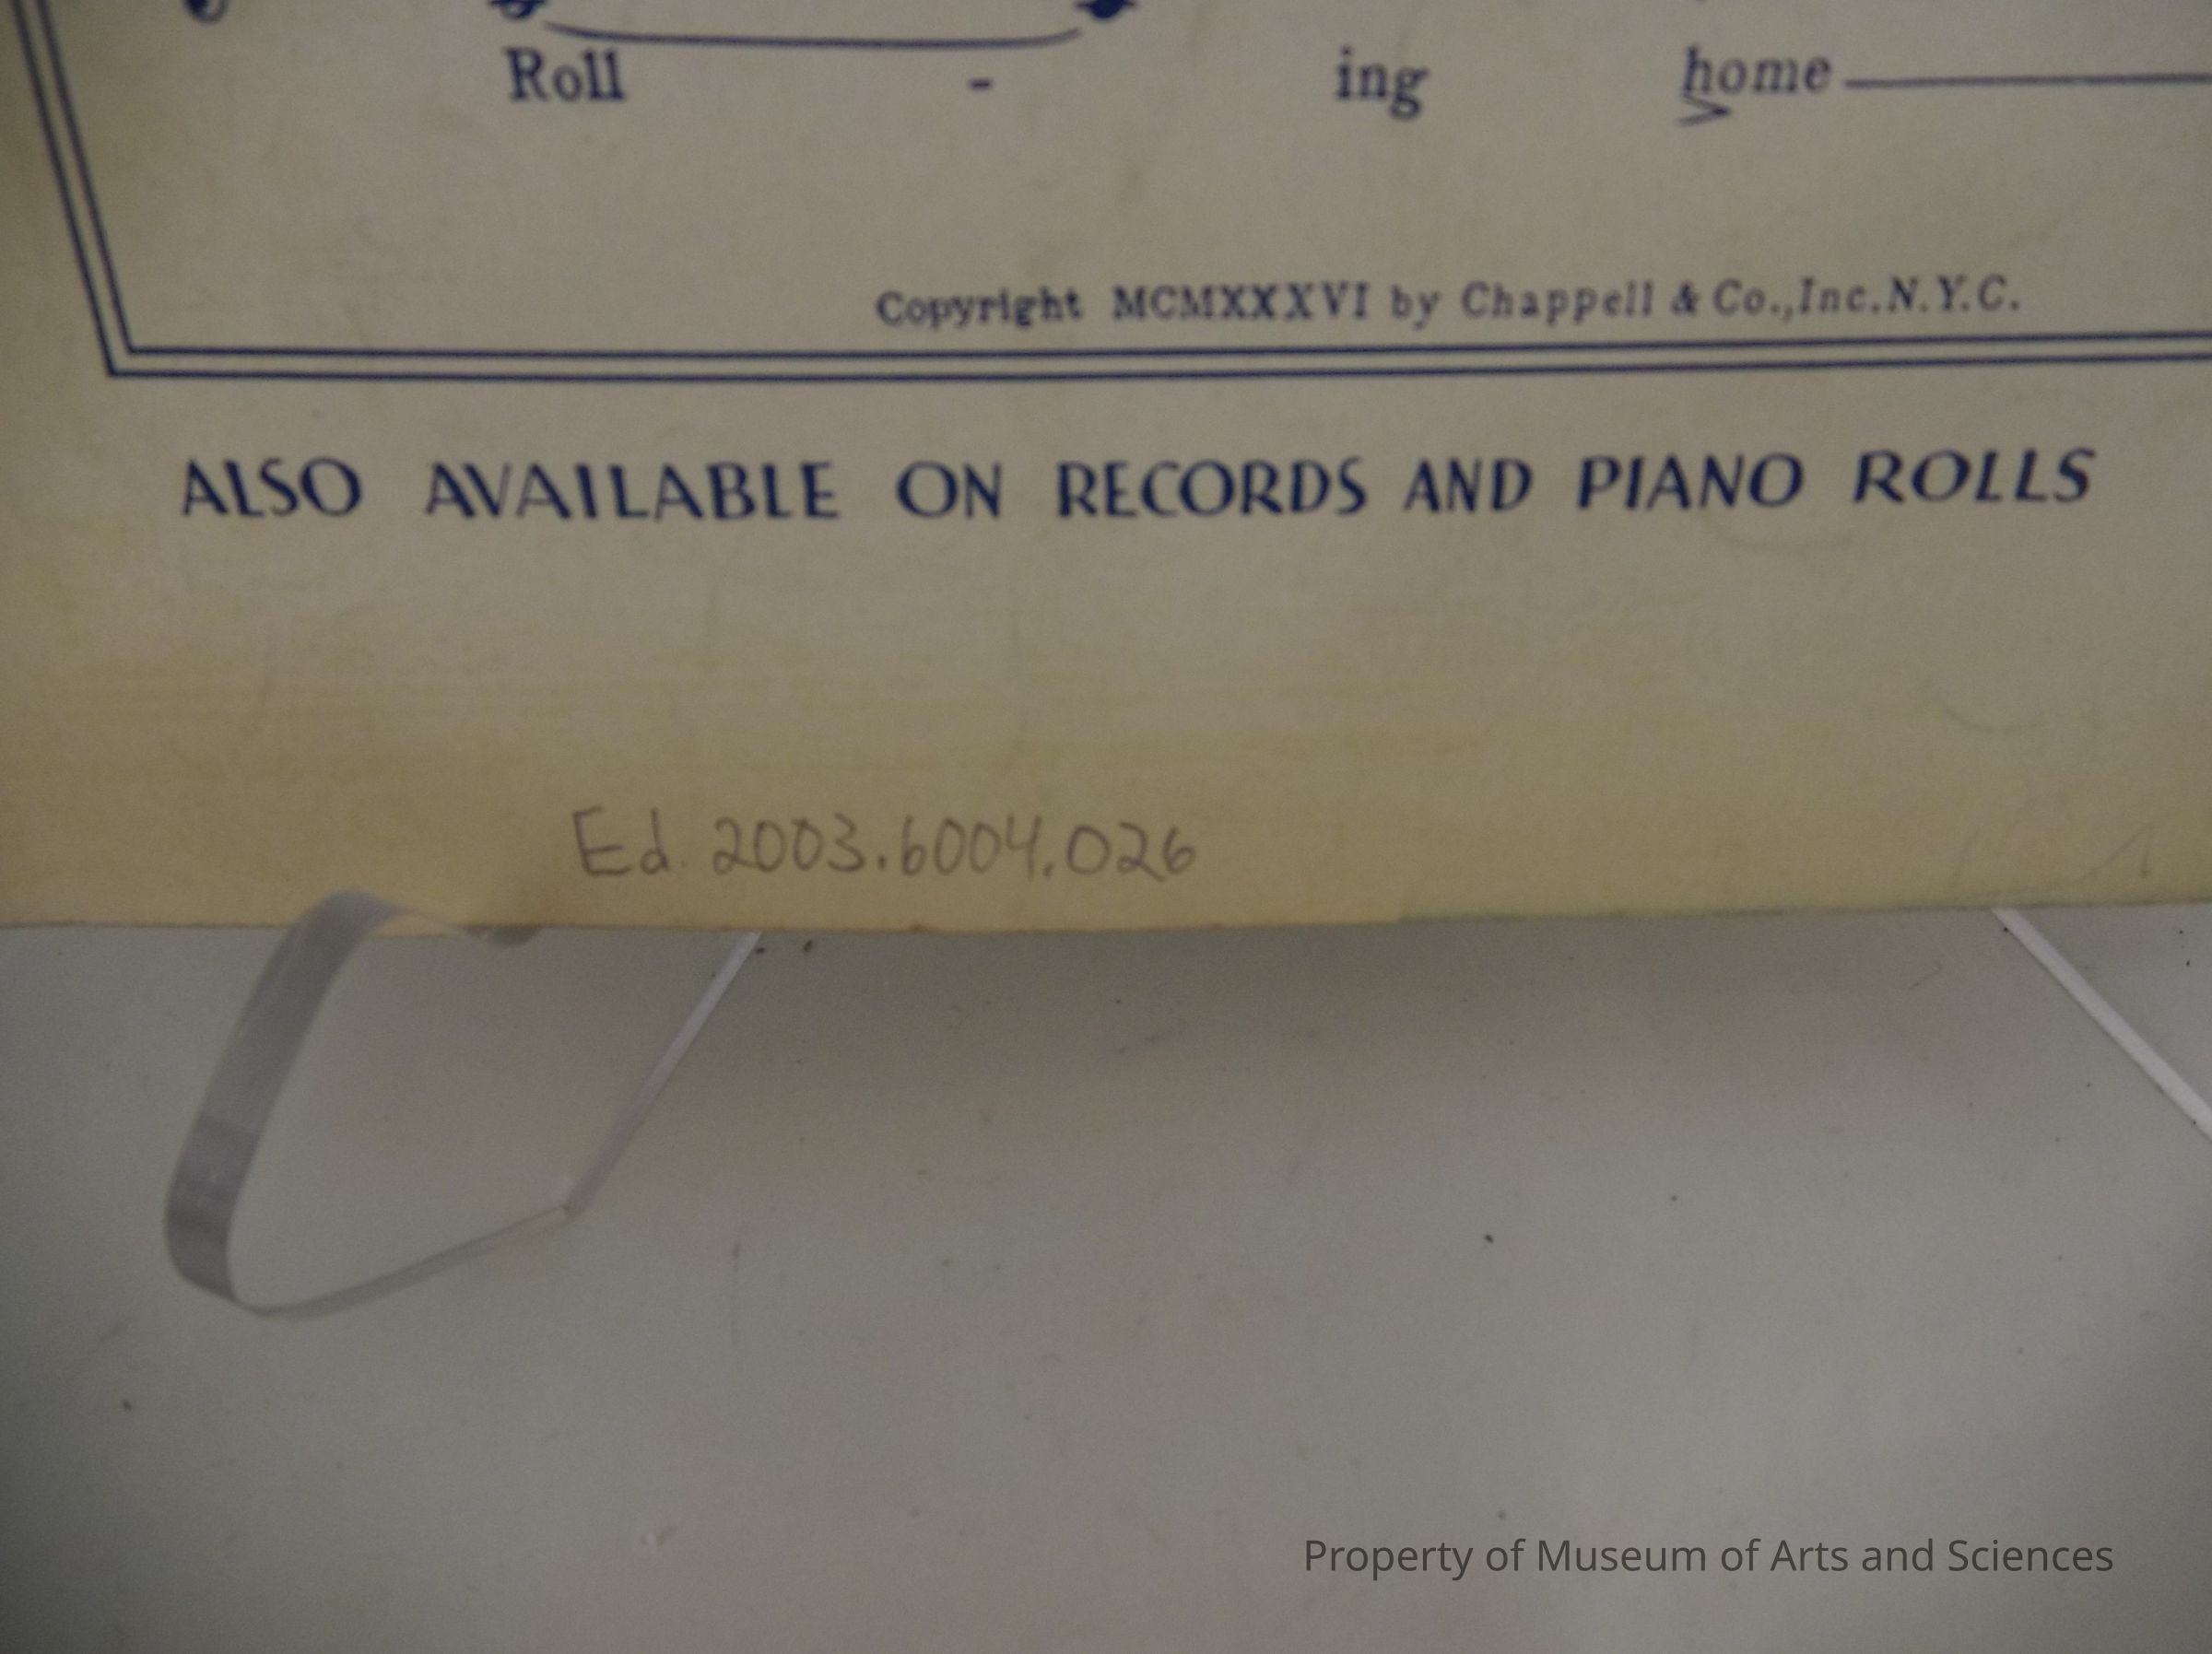 Roll - ing home
Copyright MCMXXXVI by Chappell & Co., Inc. N.Y.C.
ALSO AVAILABLE ON RECORDS AND PIANO ROLLS
Ed. 2003.6004.026
Property of Museum of Arts and Sciences